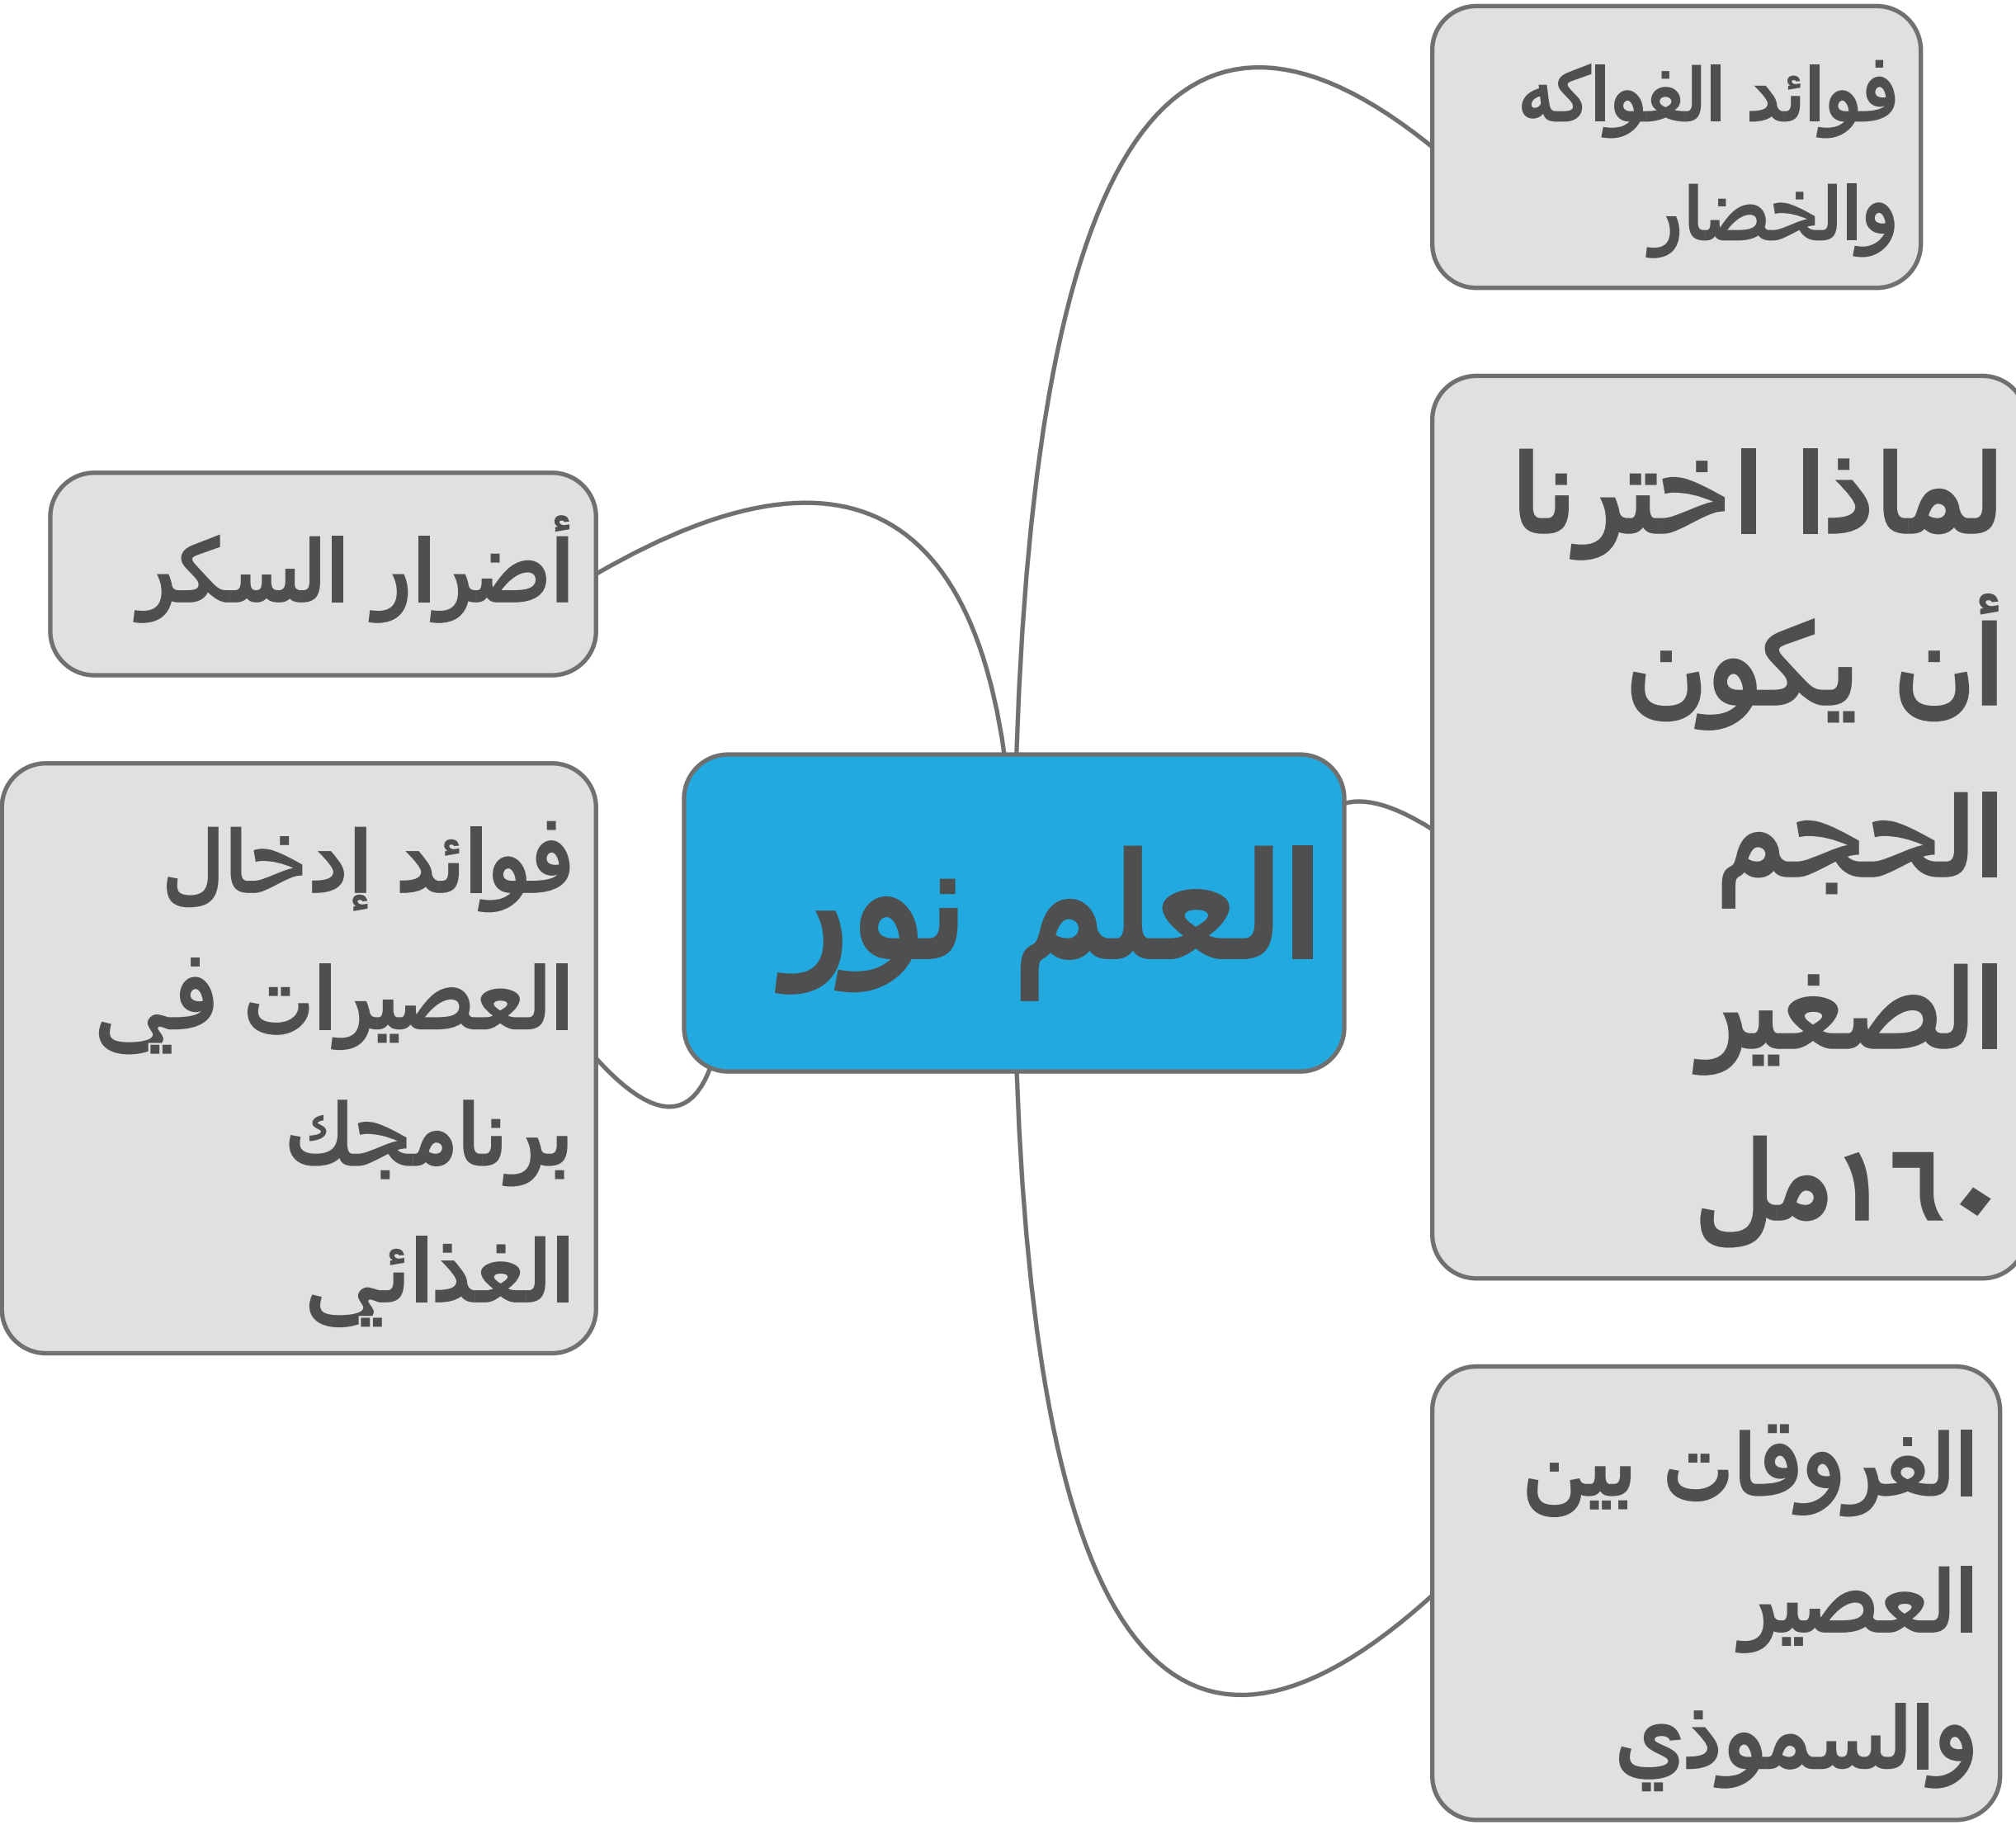 فوائد الفواكه
والخضار
لماذا اخترنا
أن يكون
الحجم
الصغير
١٦٠مل
أضرار السكر
العلم نور
فوائد إدخال
العصيرات في
برنامجك
الغذائي
الفروقات بين
العصير
والسموذي